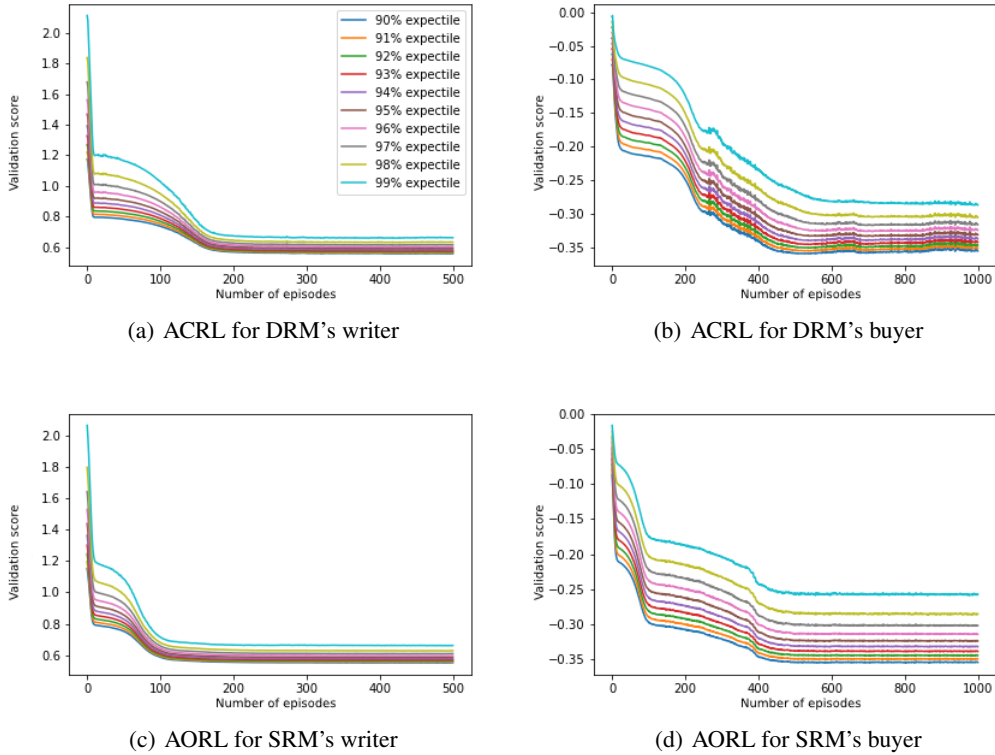 2.0
1.8
1.6
1.4
1.2
1.0
0.8
0.6
Validation score
0 100 200 300 400 500
Number of episodes
90% expectile
91% expectile
92% expectile
93% expectile
94% expectile
95% expectile
96% expectile
97% expectile
98% expectile
99% expectile
(a) ACRL for DRM's writer
0.00
−0.05
−0.10
−0.15
−0.20
−0.25
−0.30
−0.35
Validation score
0 200 400 600 800 1000
Number of episodes
(b) ACRL for DRM's buyer
2.0
1.8
1.6
1.4
1.2
1.0
0.8
0.6
Validation score
0 100 200 300 400 500
Number of episodes
(c) AORL for SRM's writer
0.00
−0.05
−0.10
−0.15
−0.20
−0.25
−0.30
−0.35
Validation score
0 200 400 600 800 1000
Number of episodes
(d) AORL for SRM's buyer